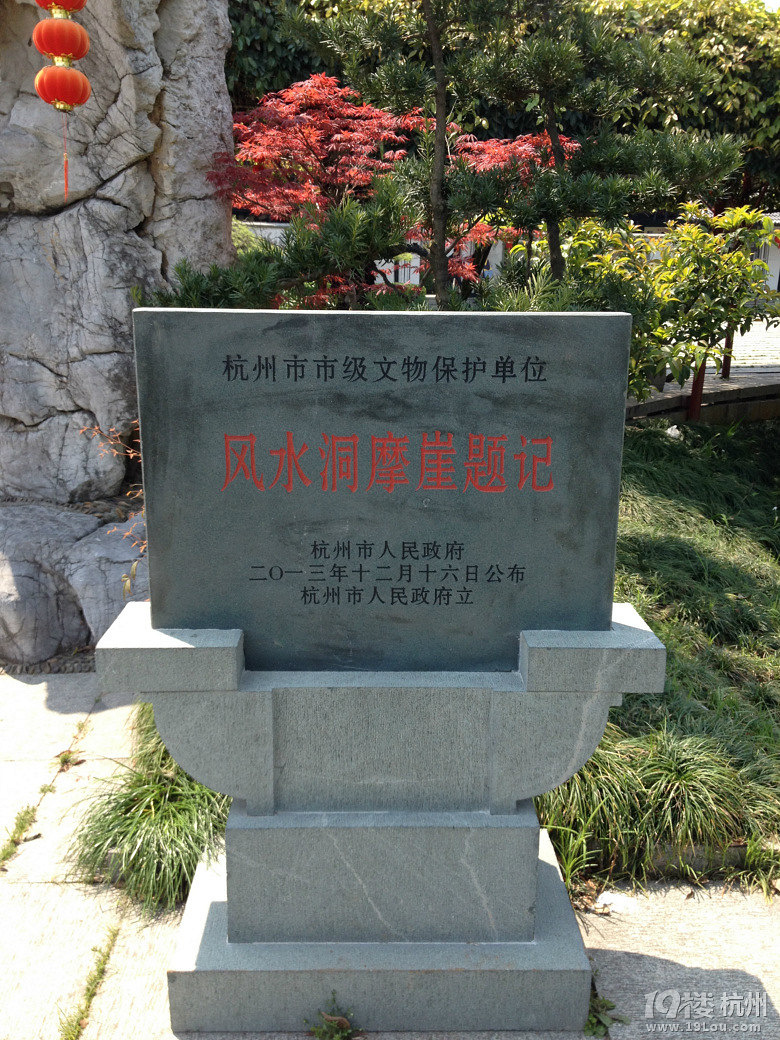 杭州市市级文物保护单位
风水洞摩崖题记
杭州市人民政府
二〇一三年十二月十六日公布
杭州市人民政府立
19楼 杭州
www.19Lou.com